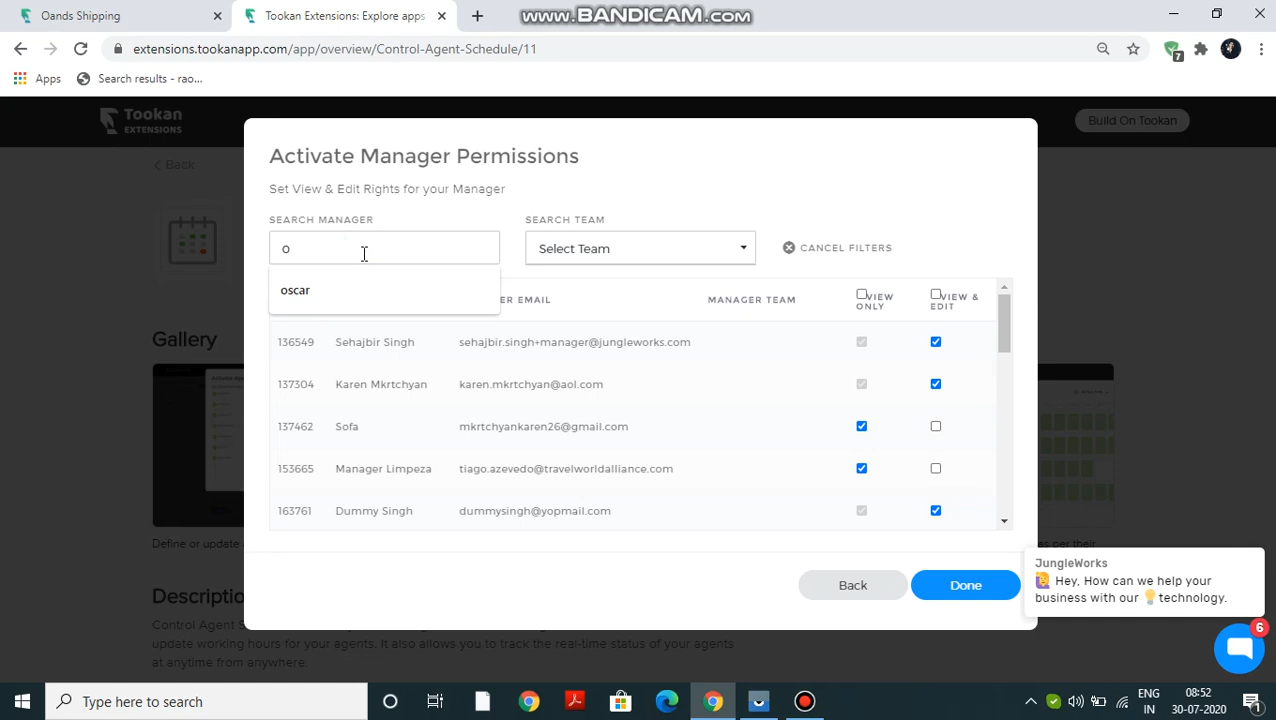 Oands Shipping
Tookan Extensions: Explore apps
www.BANDICAM.com
extensions.tookanapp.com/app/overview/Control-Agent-Schedule/11
7
Apps
Search results - rao...
Tookan
EXTENSIONS
Build On Tookan
Back
Activate Manager Permissions
Set View & Edit Rights for your Manager
SEARCH MANAGER
SEARCH TEAM
o
Select Team
CANCEL FILTERS
oscar
ER EMAIL
MANAGER TEAM
VIEW ONLY
VIEW & EDIT
136549 Sehajbir Singh sehajbir.singh+manager@jungleworks.com
137304 Karen Mkrtchyan karen.mkrtchyan@aol.com
137462 Sofa mkrtchyankaren26@gmail.com
153665 Manager Limpeza tiago.azevedo@travelworldalliance.com
163761 Dummy Singh dummysingh@yopmail.com
Gallery
Define or update a
as per their
Back
Done
JungleWorks
Hey, How can we help your
business with our technology.
6
Description
Control Agent S
update working hours for your agents. It also allows you to track the real-time status of your agents
at anytime from anywhere.
Type here to search
ENG
IN
08:52
30-07-2020
1